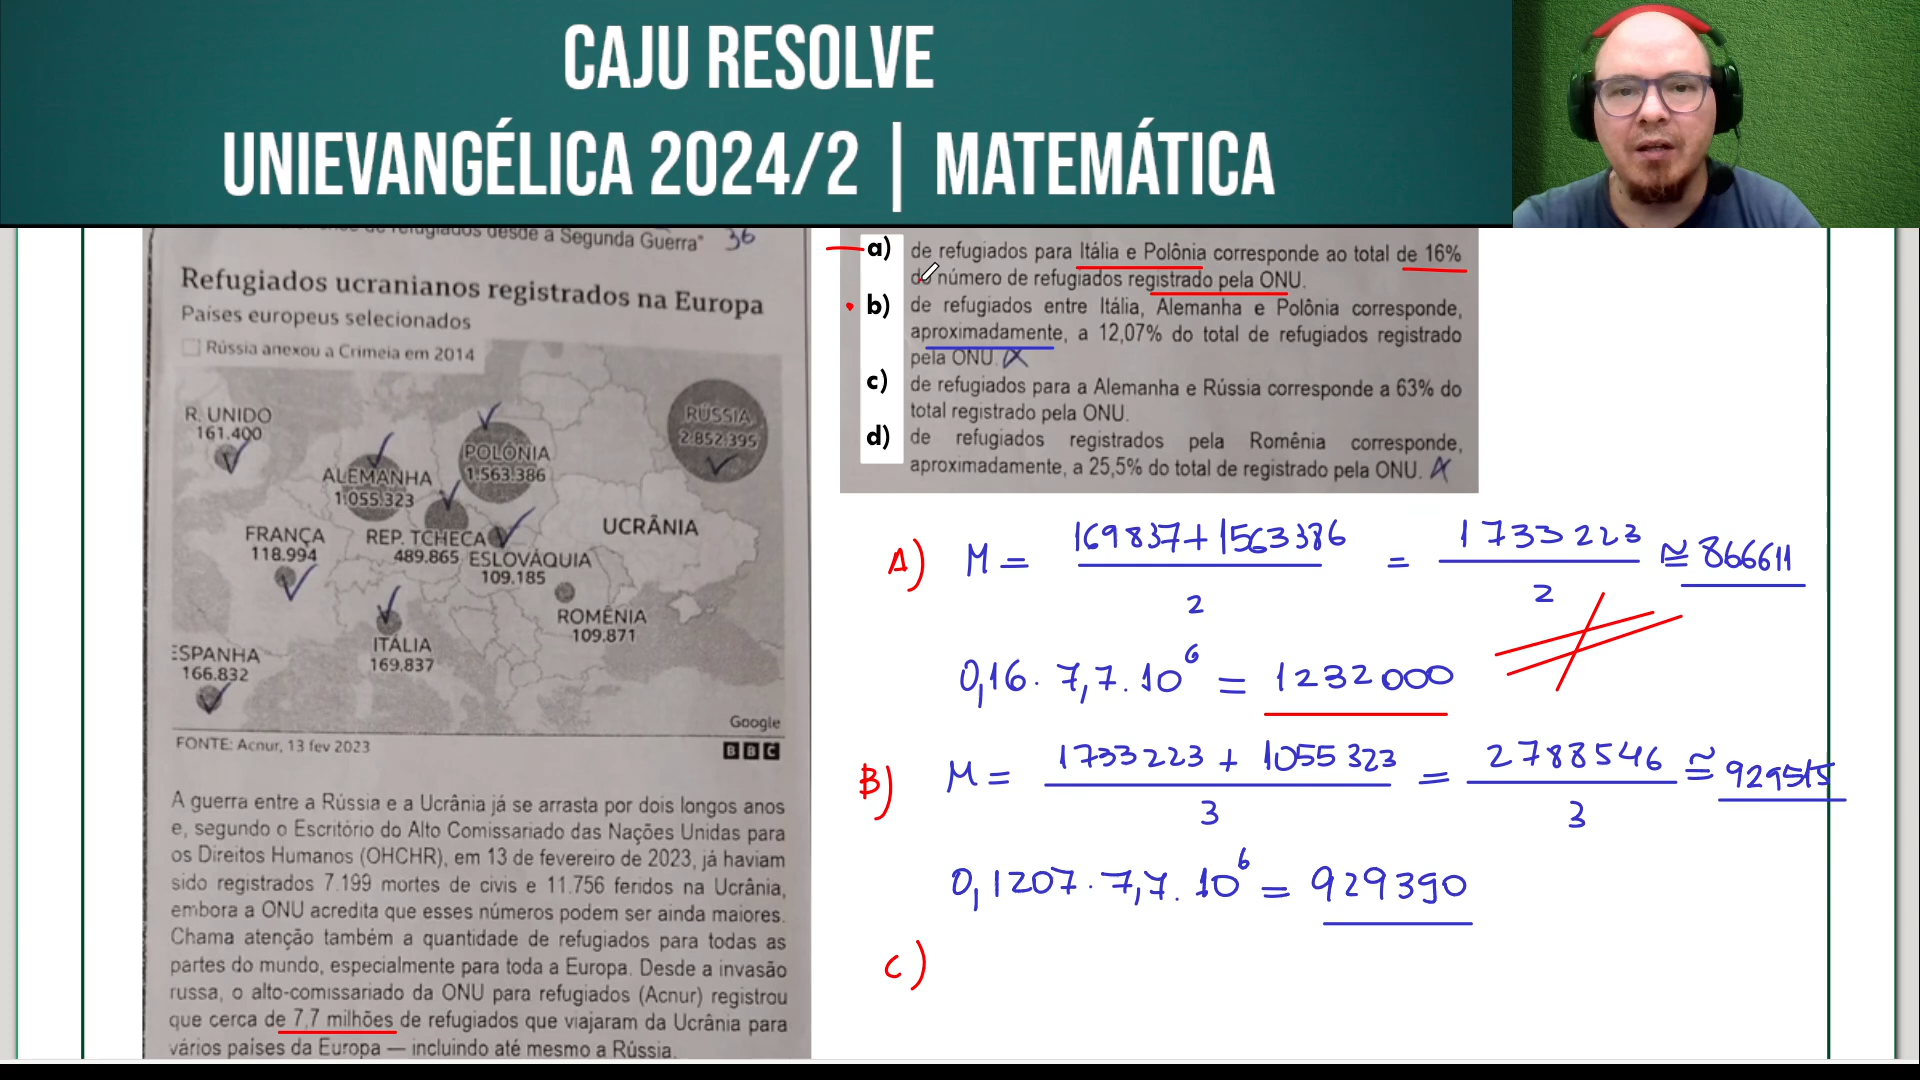 CAJU RESOLVE
UNIEVANGÉLICA 2024/2 | MATEMÁTICA
de refugiados desde a Segunda Guerra"
36
Refugiados ucranianos registrados na Europa
Países europeus selecionados
Rússia anexou a Crimeia em 2014
R. UNIDO
161.400
RÚSSIA
2.852.395
POLÔNIA
1.563.386
ALEMANHA
1.055.323
UCRÂNIA
FRANÇA
118.994
REP. TCHECA
489.865
ESLOVÁQUIA
109.185
ROMÊNIA
109.871
ITÁLIA
169.837
ESPANHA
166.832
Google
FONTE: Acnur, 13 fev 2023
BBC
A guerra entre a Rússia e a Ucrânia já se arrasta por dois longos anos
e, segundo o Escritório do Alto Comissariado das Nações Unidas para
os Direitos Humanos (OHCHR), em 13 de fevereiro de 2023, já haviam
sido registrados 7.199 mortes de civis e 11.756 feridos na Ucrânia,
embora a ONU acredita que esses números podem ser ainda maiores.
Chama atenção também a quantidade de refugiados para todas as
partes do mundo, especialmente para toda a Europa. Desde a invasão
russa, o alto-comissariado da ONU para refugiados (Acnur) registrou
que cerca de 7,7 milhões de refugiados que viajaram da Ucrânia para
vários países da Europa — incluindo até mesmo a Rússia.
a) de refugiados para Itália e Polônia corresponde ao total de 16%
do número de refugiados registrado pela ONU.
b) de refugiados entre Itália, Alemanha e Polônia corresponde,
aproximadamente, a 12,07% do total de refugiados registrado
pela ONU.
c) de refugiados para a Alemanha e Rússia corresponde a 63% do
total registrado pela ONU.
d) de refugiados registrados pela Romênia corresponde,
aproximadamente, a 25,5% do total de registrado pela ONU.
A) M = 169837+1563386 / 2 = 1733223 / 2 ≅ 866611
0,16 · 7,7 . 10^6 = 1232000
B) M = 1733223 + 1055323 / 3 = 2788546 / 3 ≅ 929515
0,1207 · 7,7 . 10^6 = 929390
C)